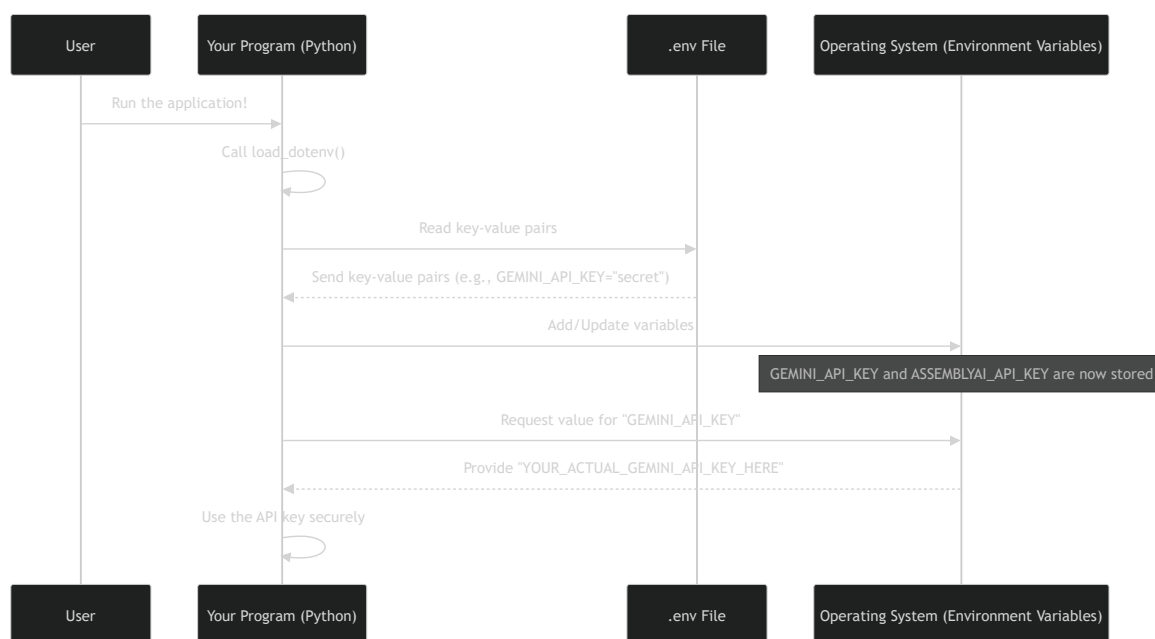 User
Your Program (Python)
.env File
Operating System (Environment Variables)
Run the application!
Call load_dotenv()
Read key-value pairs
Send key-value pairs (e.g., GEMINI_API_KEY="secret")
Add/Update variables
GEMINI_API_KEY and ASSEMBLYAI_API_KEY are now stored
Request value for "GEMINI_API_KEY"
Provide "YOUR_ACTUAL_GEMINI_API_KEY_HERE"
Use the API key securely
User
Your Program (Python)
.env File
Operating System (Environment Variables)